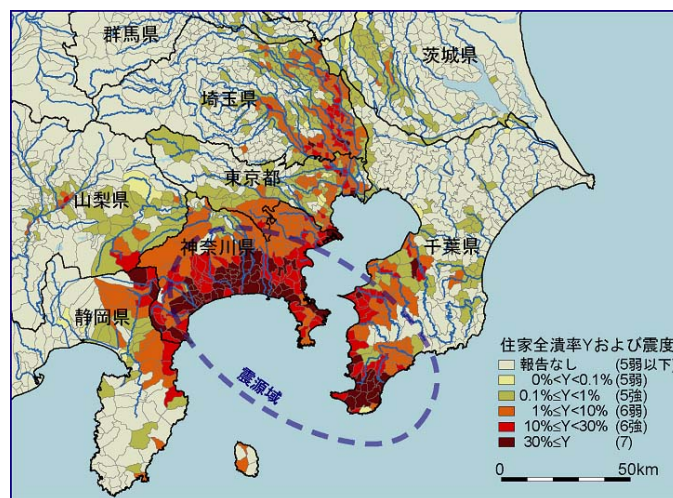 群馬県
茨城県
埼玉県
東京都
山梨県
神奈川県
千葉県
静岡県
震源域
住家全潰率Yおよび震度
報告なし (5弱以下)
0%<Y<0.1% (5弱)
0.1%≤Y<1% (5強)
1%≤Y<10% (6弱)
10%≤Y<30% (6強)
30%≤Y (7)
0 50km